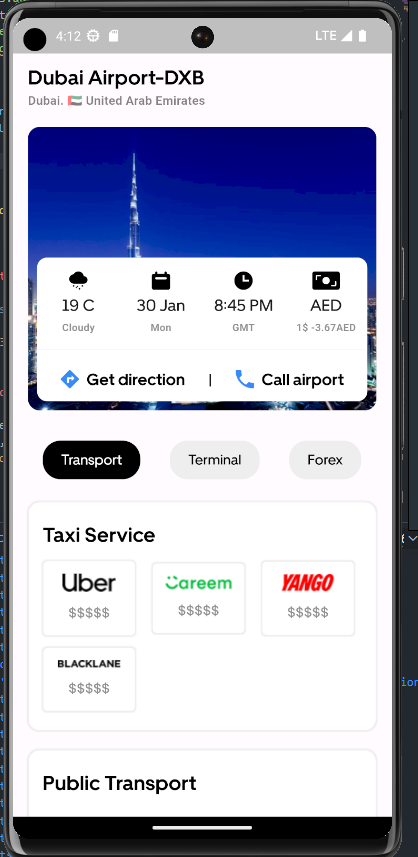 4:12 LTE
Dubai Airport-DXB
Dubai. 🇦🇪 United Arab Emirates
19 C 30 Jan 8:45 PM AED
Cloudy Mon GMT 1$ -3.67AED
Get direction | Call airport
Transport Terminal Forex
Taxi Service
Uber Careem YANGO
$$$$$ $$$$$ $$$$$
BLACKLANE
$$$$$
Public Transport